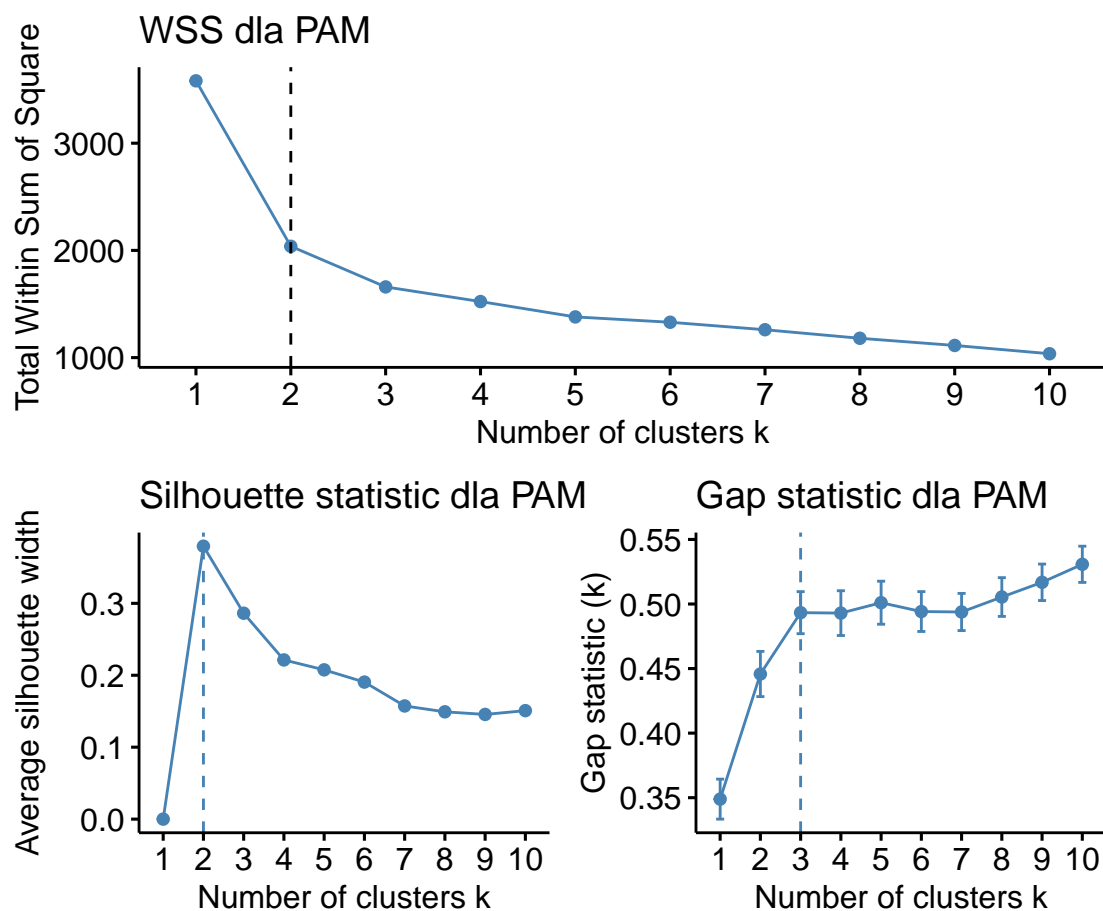 WSS dla PAM
Total Within Sum of Square
3000
2000
1000
1 2 3 4 5 6 7 8 9 10
Number of clusters k
Silhouette statistic dla PAM
Average silhouette width
0.3
0.2
0.1
0.0
1 2 3 4 5 6 7 8 9 10
Number of clusters k
Gap statistic dla PAM
Gap statistic (k)
0.55
0.50
0.45
0.40
0.35
1 2 3 4 5 6 7 8 9 10
Number of clusters k